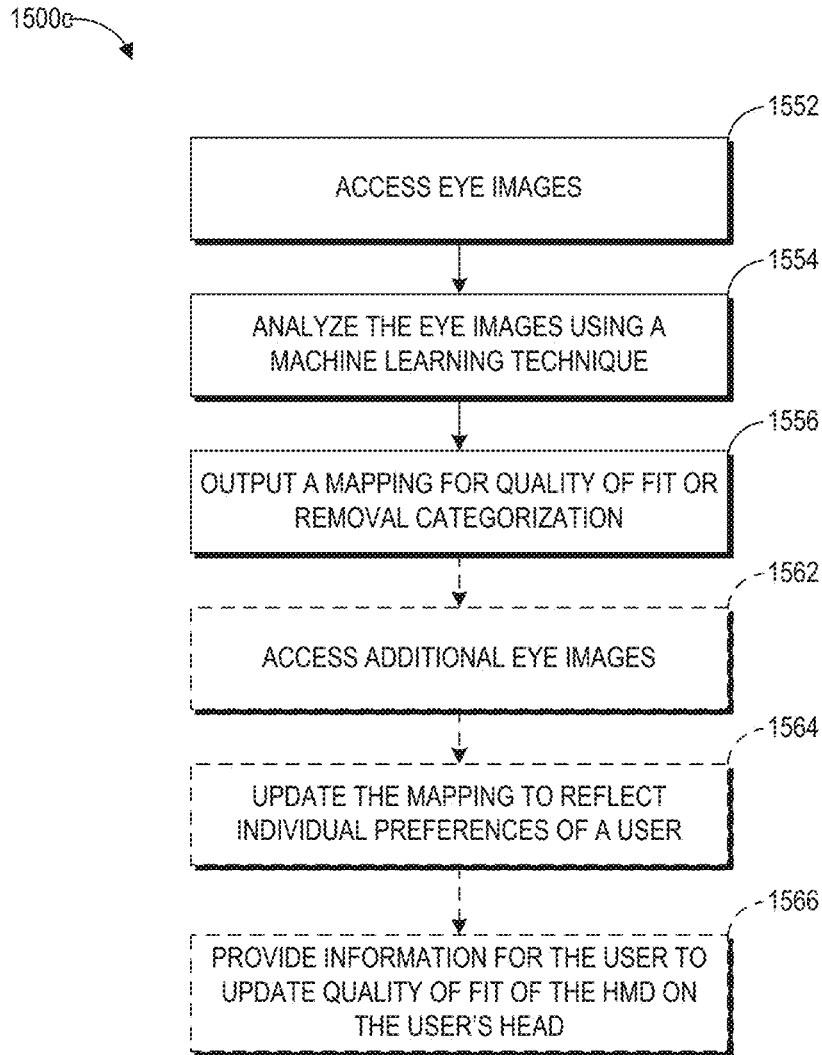 1500c
1552
ACCESS EYE IMAGES
1554
ANALYZE THE EYE IMAGES USING A
MACHINE LEARNING TECHNIQUE
1556
OUTPUT A MAPPING FOR QUALITY OF FIT OR
REMOVAL CATEGORIZATION
1562
ACCESS ADDITIONAL EYE IMAGES
1564
UPDATE THE MAPPING TO REFLECT
INDIVIDUAL PREFERENCES OF A USER
1566
PROVIDE INFORMATION FOR THE USER TO
UPDATE QUALITY OF FIT OF THE HMD ON
THE USER'S HEAD